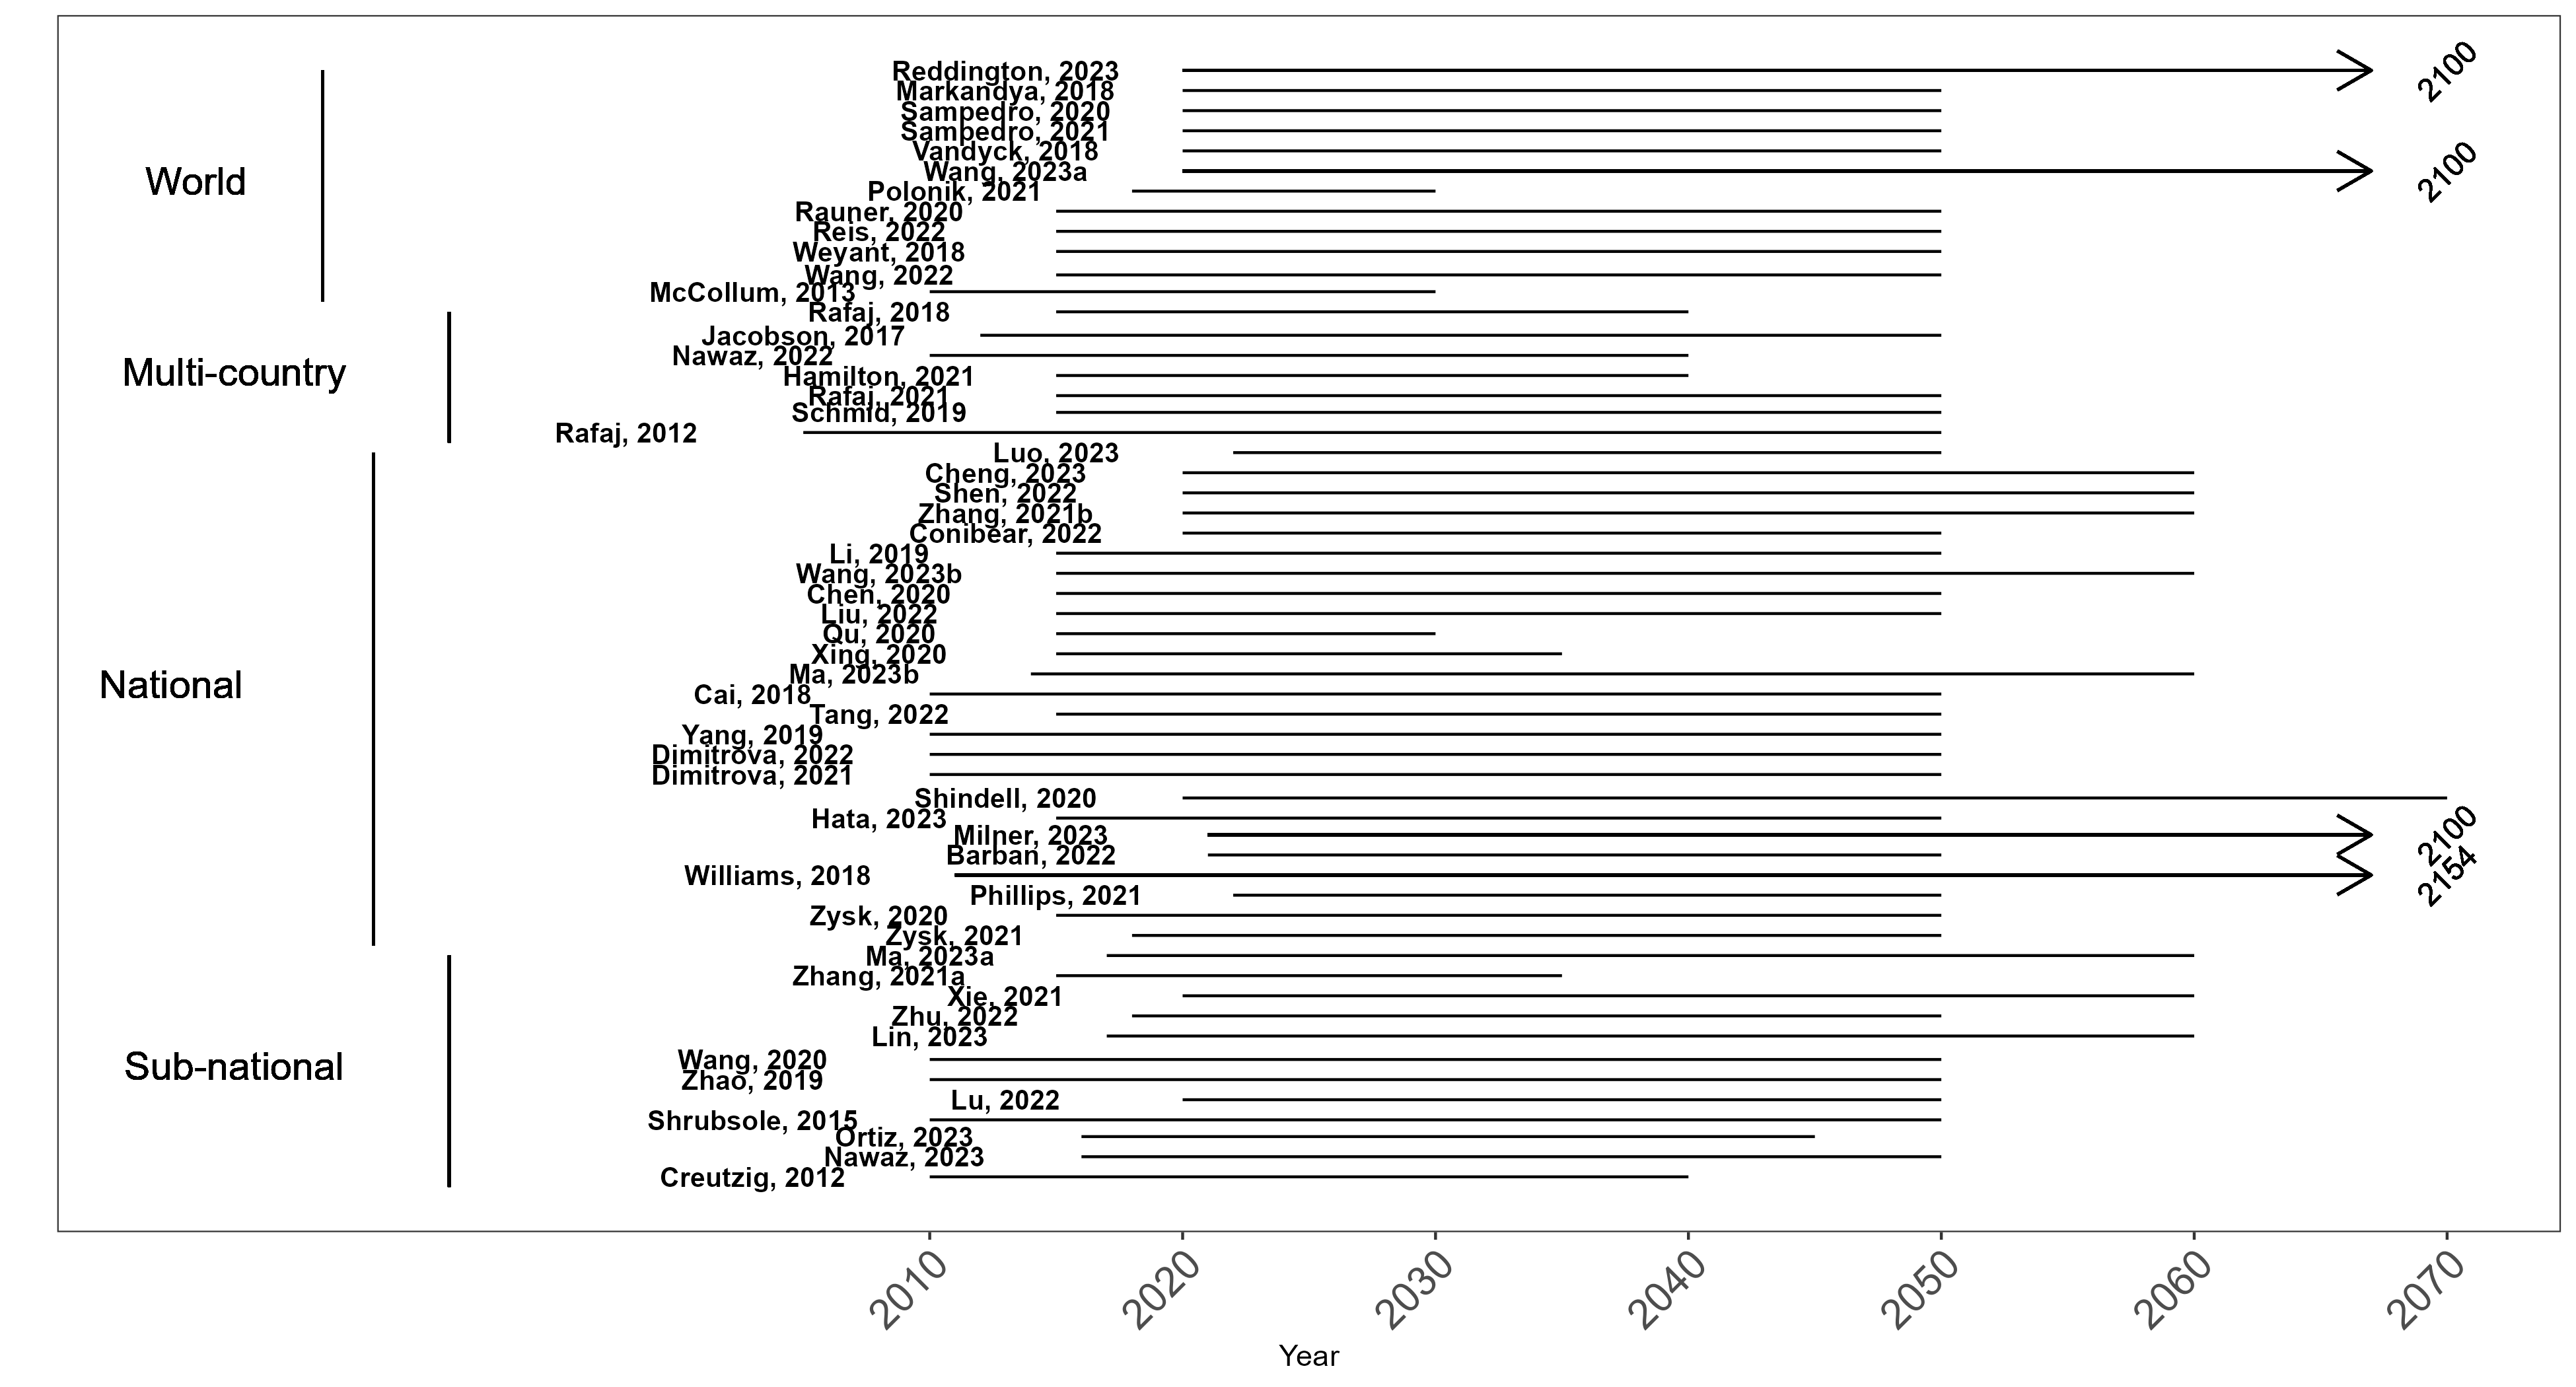 Reddington, 2023
2100
Markandya, 2018
Sampedro, 2020
Sampedro, 2021
Vandyck, 2018
World
Wang, 2023a
2100
Polonik, 2021
Rauner, 2020
Reis, 2022
Weyant, 2018
Wang, 2022
McCollum, 2013
Rafaj, 2018
Jacobson, 2017
Nawaz, 2022
Multi-country
Hamilton, 2021
Rafaj, 2021
Schmid, 2019
Rafaj, 2012
Luo, 2023
Cheng, 2023
Shen, 2022
Zhang, 2021b
Conibear, 2022
Li, 2019
Wang, 2023b
Chen, 2020
Liu, 2022
Qu, 2020
Xing, 2020
Ma, 2023b
National
Cai, 2018
Tang, 2022
Yang, 2019
Dimitrova, 2022
Dimitrova, 2021
Shindell, 2020
Hata, 2023
Milner, 2023
2100
Barban, 2022
Williams, 2018
2154
Phillips, 2021
Zysk, 2020
Zysk, 2021
Ma, 2023a
Zhang, 2021a
Xie, 2021
Zhu, 2022
Lin, 2023
Sub-national
Wang, 2020
Zhao, 2019
Lu, 2022
Shrubsole, 2015
Ortiz, 2023
Nawaz, 2023
Creutzig, 2012
2010 2020 2030 2040 2050 2060 2070
Year